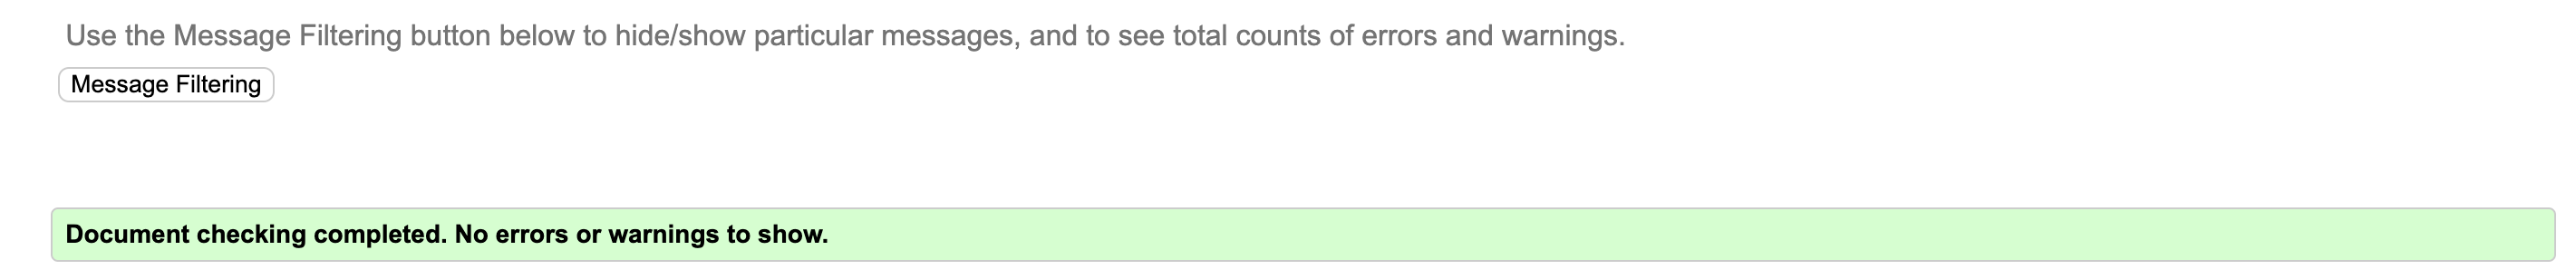 Use the Message Filtering button below to hide/show particular messages, and to see total counts of errors and warnings.
Message Filtering
Document checking completed. No errors or warnings to show.